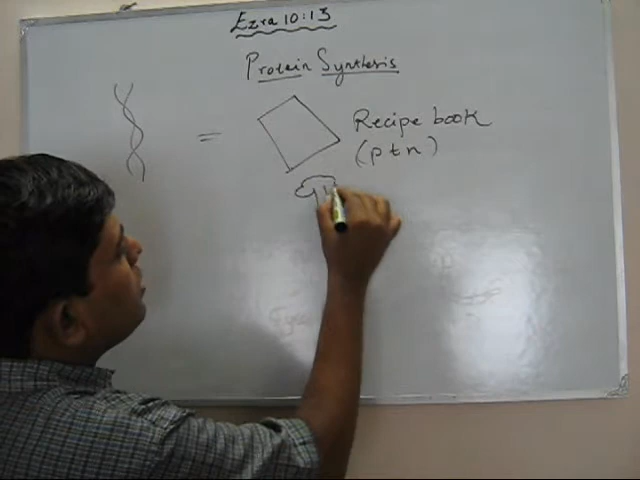 Ezra 10:13
Protein Synthesis
= Recipe book
(ptn)